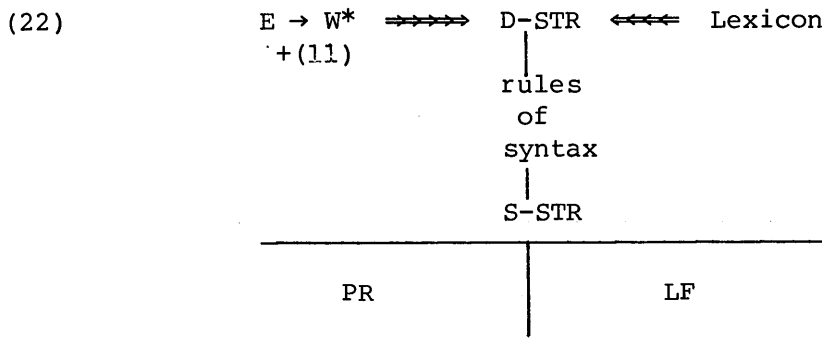 (22) E → W* ⇒⇒⇒⇒ D-STR ⇐⇐⇐⇐ Lexicon
+(11)
rules
of
syntax
S-STR
PR LF